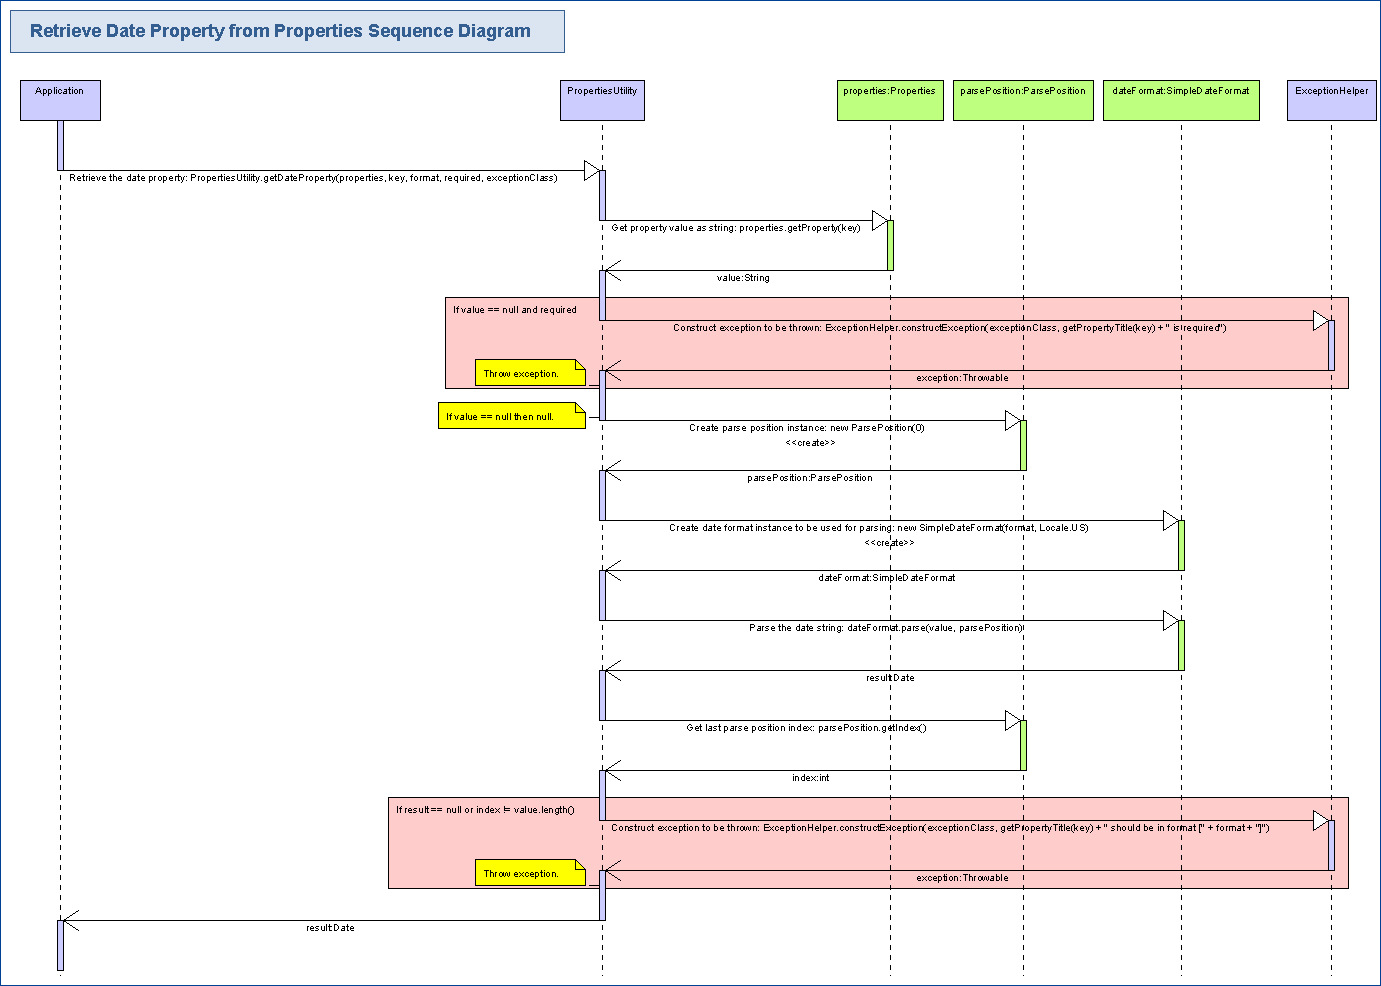 Retrieve Date Property from Properties Sequence Diagram
Application
PropertiesUtility
properties:Properties
parsePosition:ParsePosition
dateFormat:SimpleDateFormat
ExceptionHelper
Retrieve the date property: PropertiesUtility.getDateProperty(properties, key, format, required, exceptionClass)
Get property value as string: properties.getProperty(key)
value:String
If value == null and required
Construct exception to be thrown: ExceptionHelper.constructException(exceptionClass, getPropertyTitle(key) + " is required")
Throw exception.
exception:Throwable
If value == null then null.
Create parse position instance: new ParsePosition(0)
<<create>>
parsePosition:ParsePosition
Create date format instance to be used for parsing: new SimpleDateFormat(format, Locale.US)
<<create>>
dateFormat:SimpleDateFormat
Parse the date string: dateFormat.parse(value, parsePosition)
result:Date
Get last parse position index: parsePosition.getIndex()
index:int
If result == null or index != value.length()
Construct exception to be thrown: ExceptionHelper.constructException(exceptionClass, getPropertyTitle(key) + " should be in format [" + format + "]")
Throw exception.
exception:Throwable
result:Date